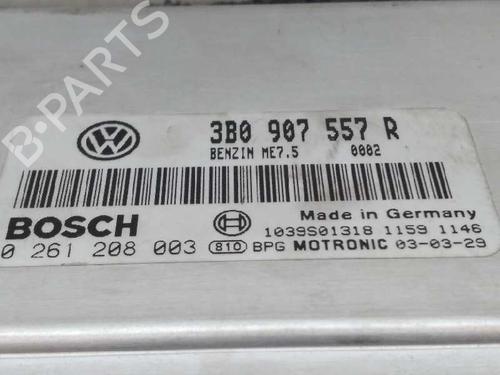 3B0 907 557 R
BENZIN ME7.5 0002
BOSCH
Made in Germany
1039S01318 1159 1146
0 261 208 003 810 BPG MOTRONIC 03-03-29
B-PARTS